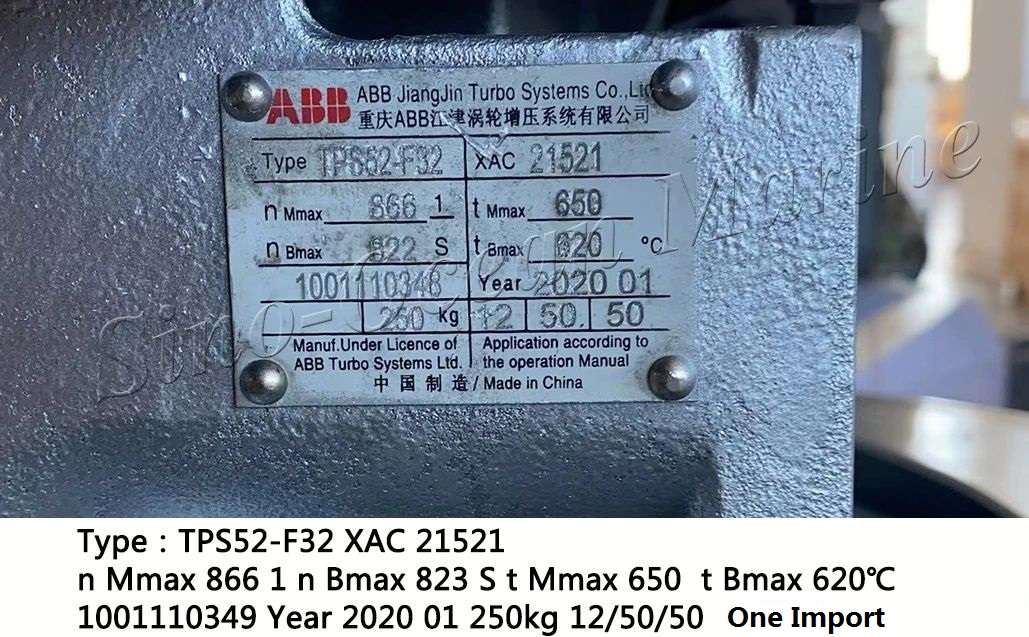 ABB ABB JiangJin Turbo Systems Co.,Ltd
重庆ABB江津涡轮增压系统有限公司
Type TPS52-F32 XAC 21521
n Mmax 866 1 t Mmax 650
n Bmax 822 S t Bmax 620 °C
1001110348 Year 2020 01
250 kg 12 50. 50
Manuf.Under Licence of Application according to
ABB Turbo Systems Ltd. the operation Manual
中国制造/Made in China
Sino-Ocean Marine
Type : TPS52-F32 XAC 21521
n Mmax 866 1 n Bmax 823 S t Mmax 650 t Bmax 620℃
1001110349 Year 2020 01 250kg 12/50/50 One Import